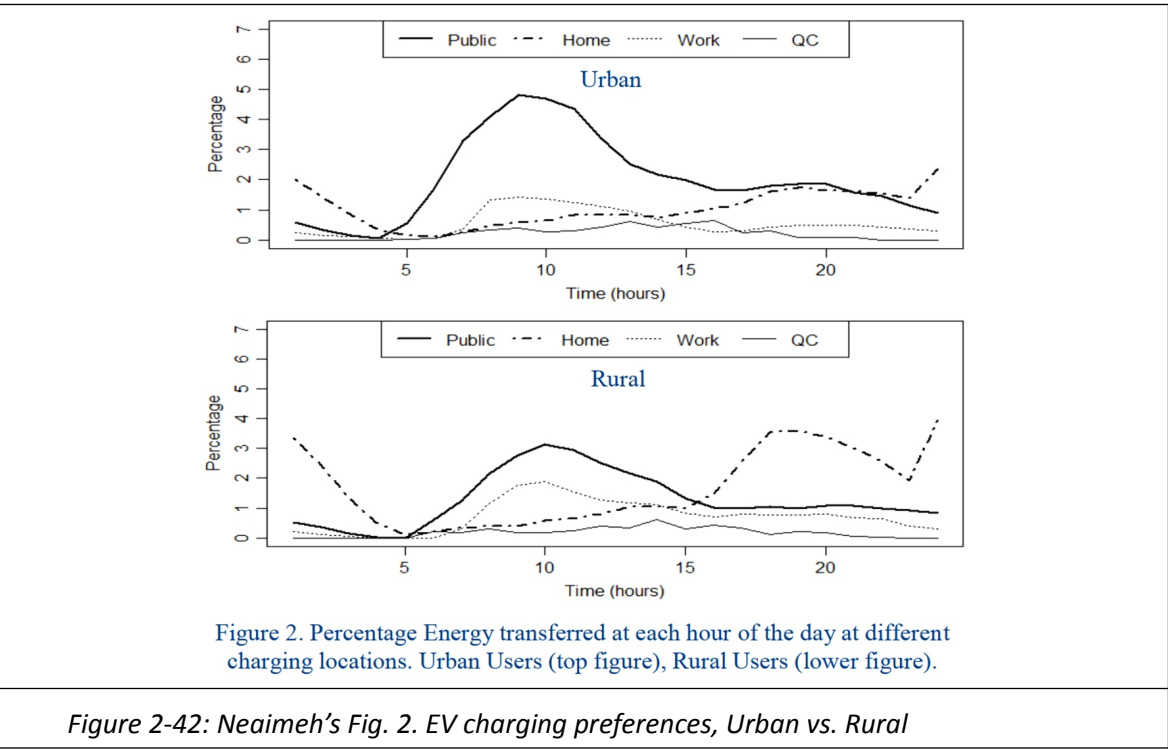 Public Home Work QC
Urban
Percentage
7
6
5
4
3
2
1
0
5 10 15 20
Time (hours)
Public Home Work QC
Rural
Percentage
7
6
5
4
3
2
1
0
5 10 15 20
Time (hours)
Figure 2. Percentage Energy transferred at each hour of the day at different
charging locations. Urban Users (top figure), Rural Users (lower figure).
Figure 2-42: Neaimeh’s Fig. 2. EV charging preferences, Urban vs. Rural